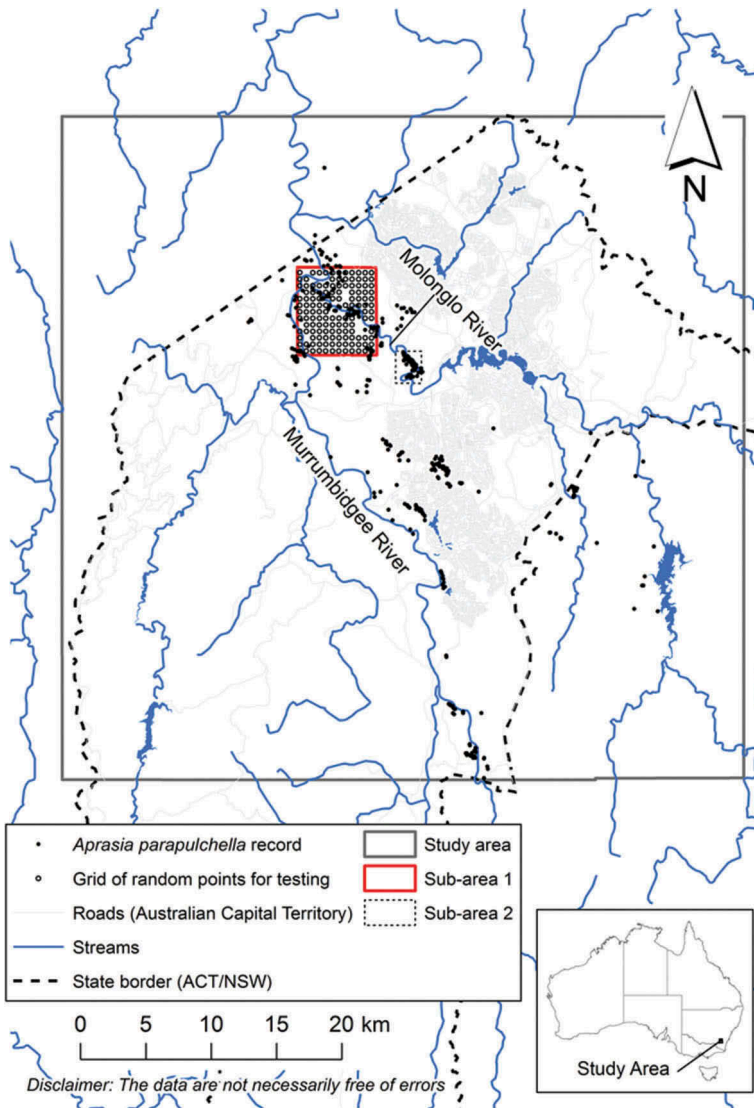 N
Molonglo River
Murrumbidgee River
Aprasia parapulchella record
Grid of random points for testing
Roads (Australian Capital Territory)
Streams
State border (ACT/NSW)
Study area
Sub-area 1
Sub-area 2
0 5 10 20 km
Study Area
Disclaimer: The data are not necessarily free of errors